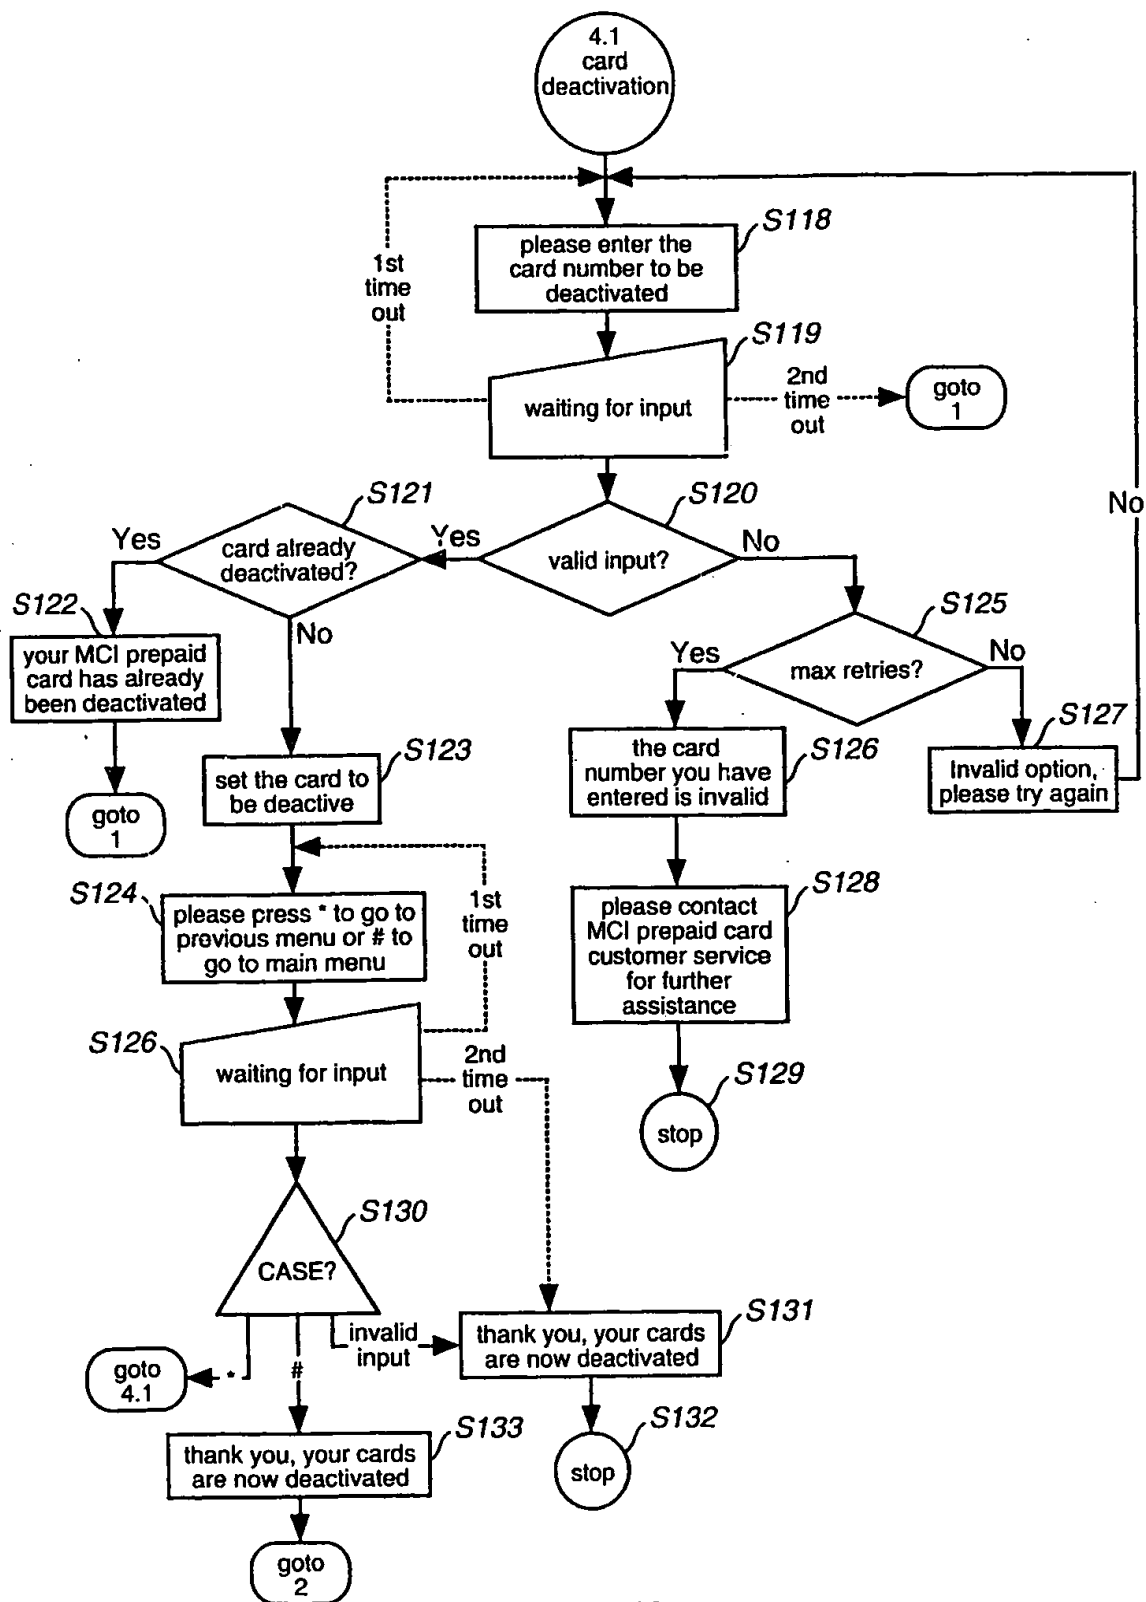 4.1
card
deactivation
S118
please enter the
card number to be
deactivated
1st
time
out
S119
waiting for input
2nd
time
out
goto
1
S121
S120
No
Yes
card already
deactivated?
Yes
valid input?
No
S122
your MCI prepaid
card has already
been deactivated
No
S125
Yes
max retries?
No
S127
S123
the card
number you have
entered is invalid
S126
Invalid option,
please try again
set the card to
be deactive
goto
1
S124
please press * to go to
previous menu or # to
go to main menu
1st
time
out
S128
please contact
MCI prepaid card
customer service
for further
assistance
S126
waiting for input
2nd
time
out
S129
stop
S130
CASE?
invalid
input
S131
thank you, your cards
are now deactivated
goto
4.1
*
#
S133
thank you, your cards
are now deactivated
S132
stop
goto
2